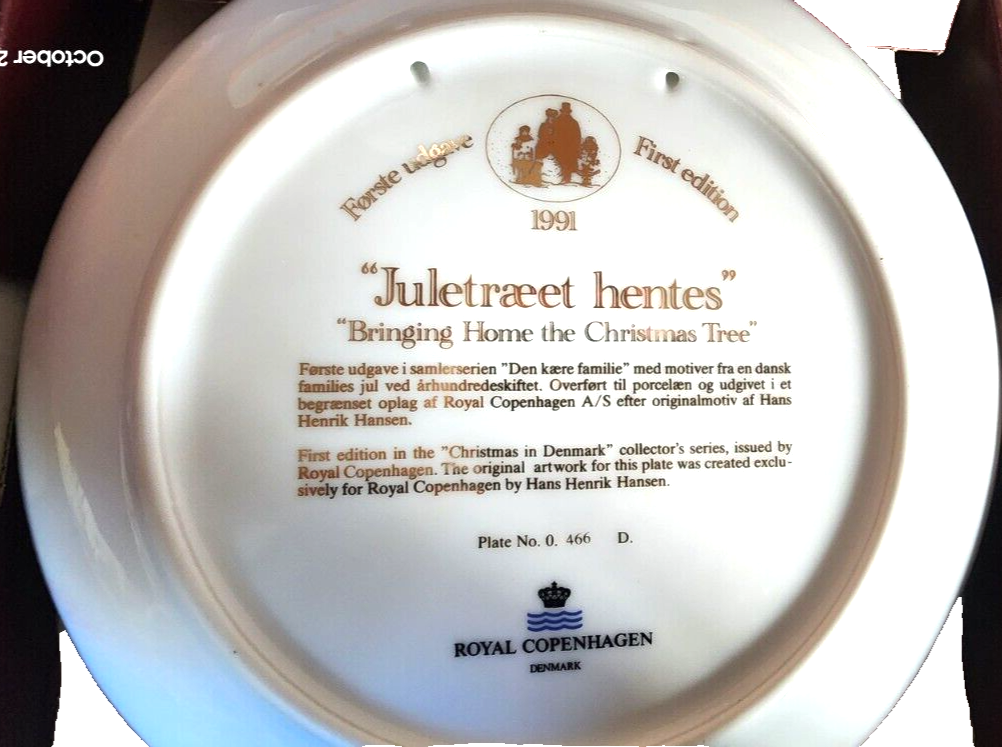 October 2
Første udgave
First edition
1991
“Juletræet hentes”
“Bringing Home the Christmas Tree”
Første udgave i samlerserien ”Den kære familie” med motiver fra en dansk
families jul ved århundredeskiftet. Overført til porcelæn og udgivet i et
begrænset oplag af Royal Copenhagen A/S efter originalmotiv af Hans
Henrik Hansen.
First edition in the ”Christmas in Denmark” collector’s series, issued by
Royal Copenhagen. The original artwork for this plate was created exclu-
sively for Royal Copenhagen by Hans Henrik Hansen.
Plate No. 0. 466 D.
ROYAL COPENHAGEN
DENMARK